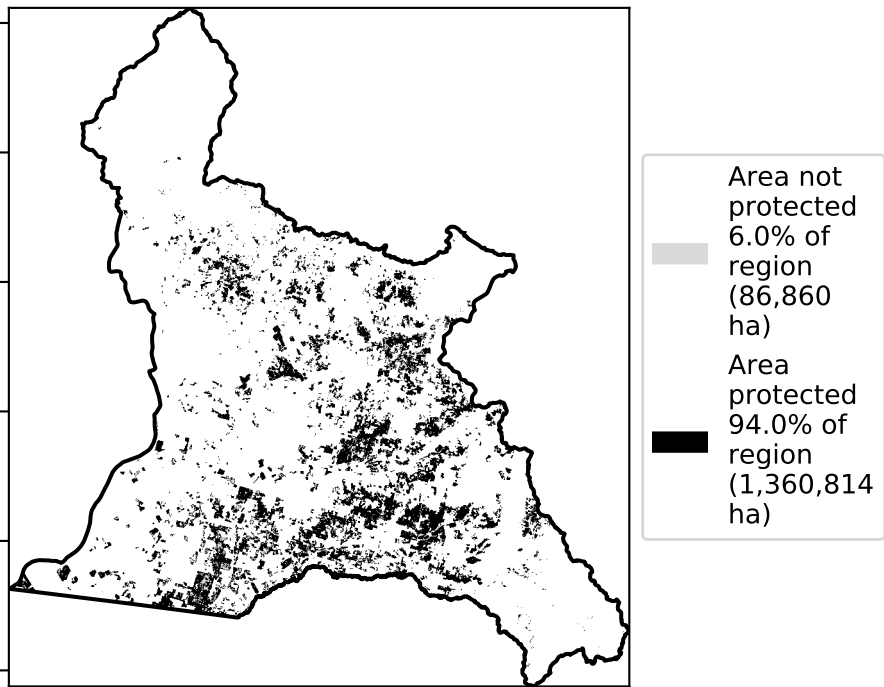 Area not
protected
6.0% of
region
(86,860
ha)
Area
protected
94.0% of
region
(1,360,814
ha)